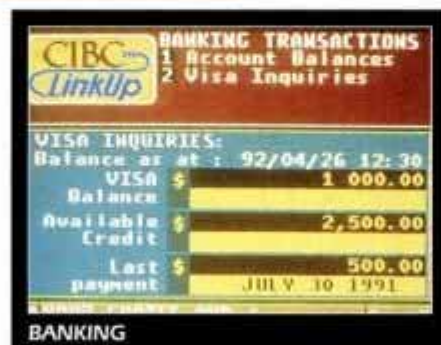 CIBC
LinkUp
BANKING TRANSACTIONS
1 Account Balances
2 Visa Inquiries
VISA INQUIRIES:
Balance as at : 92/04/26 12:30
VISA $ 1 000.00
Balance
Available $ 2,500.00
Credit
Last $ 500.00
payment JULY 30 1991
BANKING